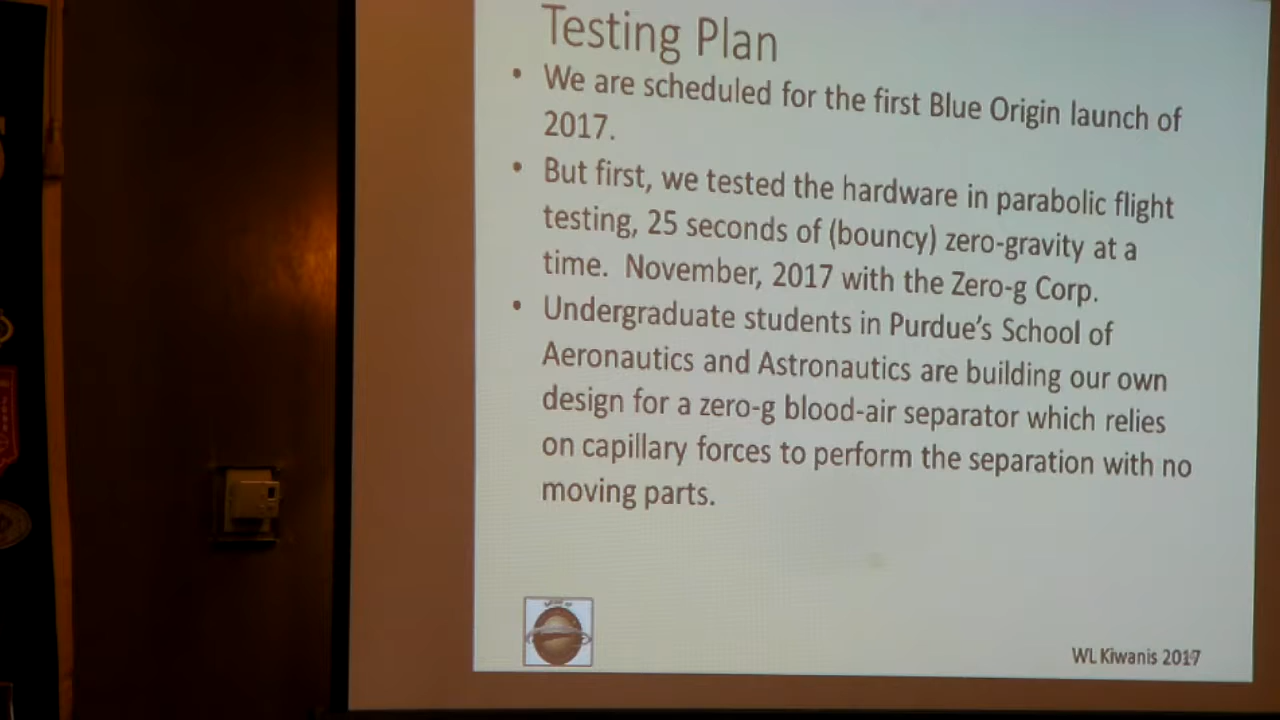 Testing Plan
• We are scheduled for the first Blue Origin launch of
2017.
• But first, we tested the hardware in parabolic flight
testing, 25 seconds of (bouncy) zero-gravity at a
time. November, 2017 with the Zero-g Corp.
• Undergraduate students in Purdue's School of
Aeronautics and Astronautics are building our own
design for a zero-g blood-air separator which relies
on capillary forces to perform the separation with no
moving parts.
WL Kiwanis 2017